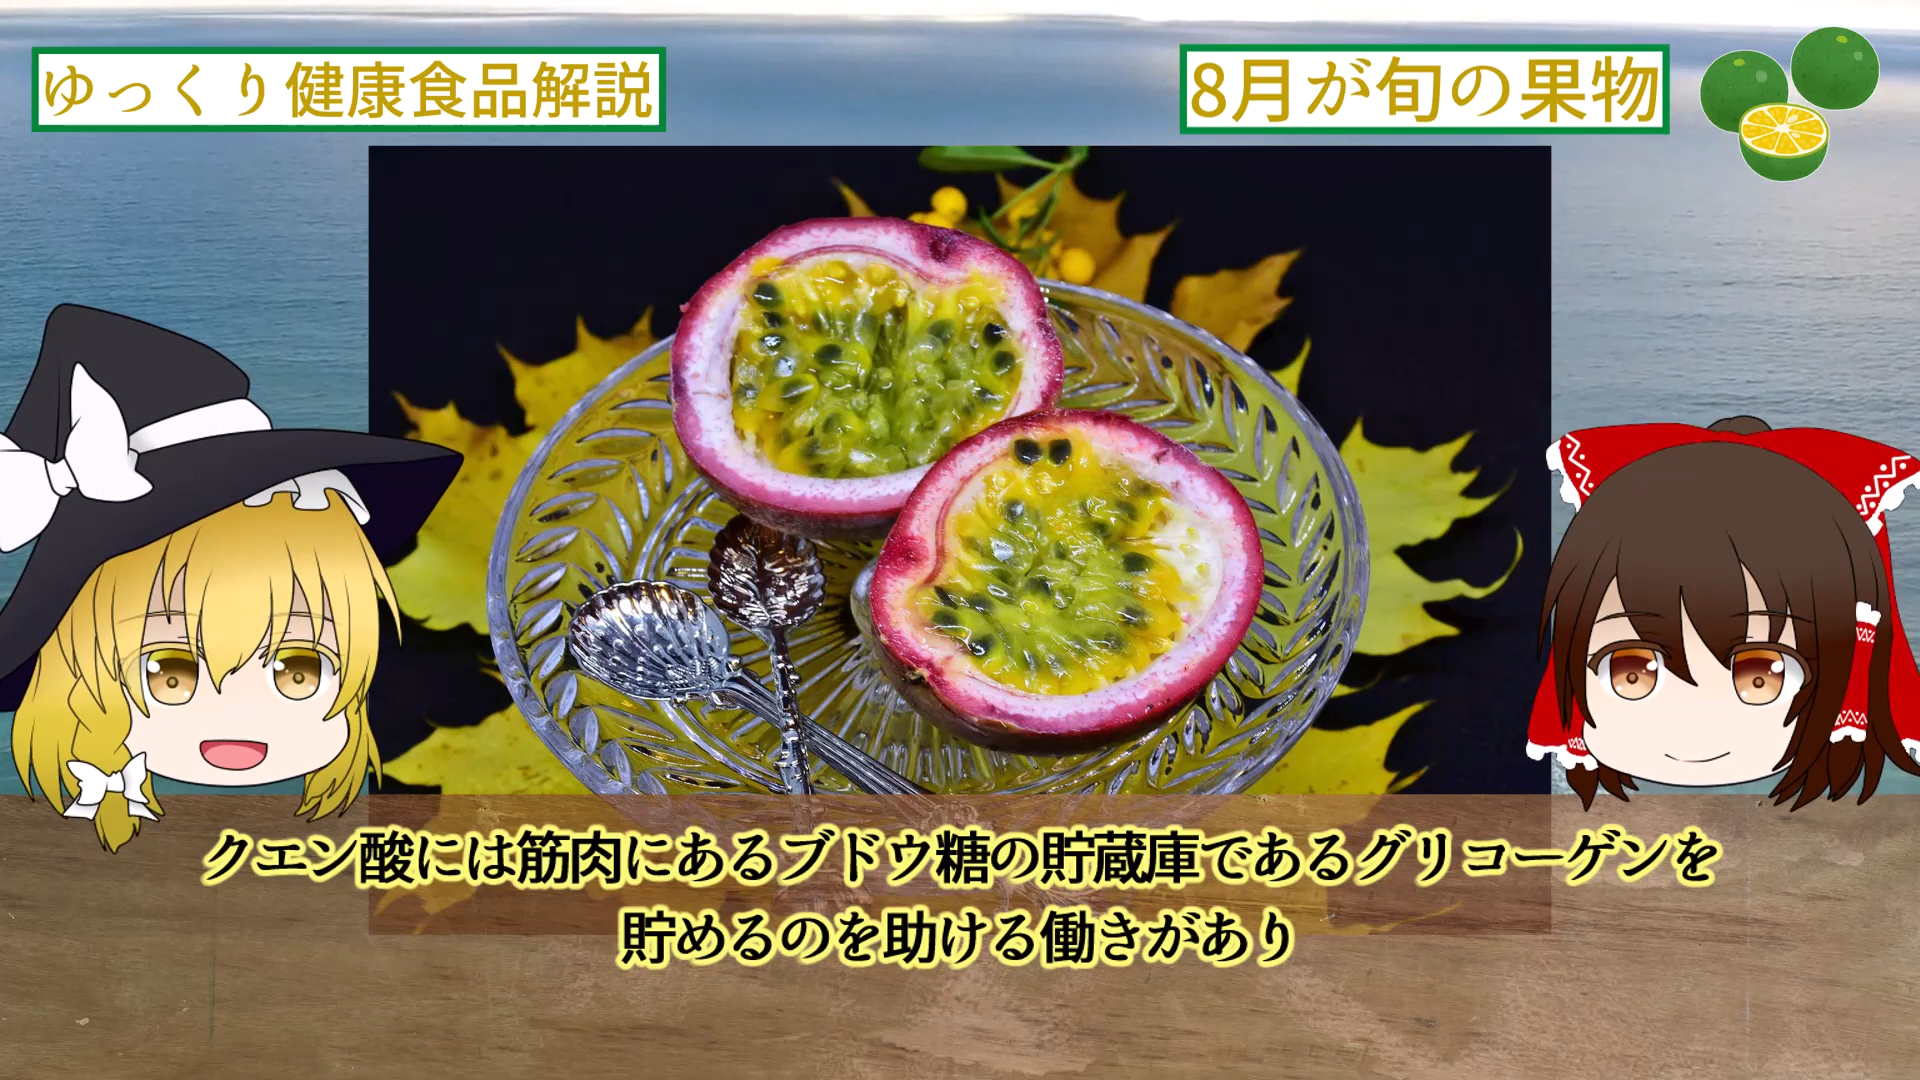 ゆっくり健康食品解説
8月が旬の果物
クエン酸には筋肉にあるブドウ糖の貯蔵庫であるグリコーゲンを
貯めるのを助ける働きがあり